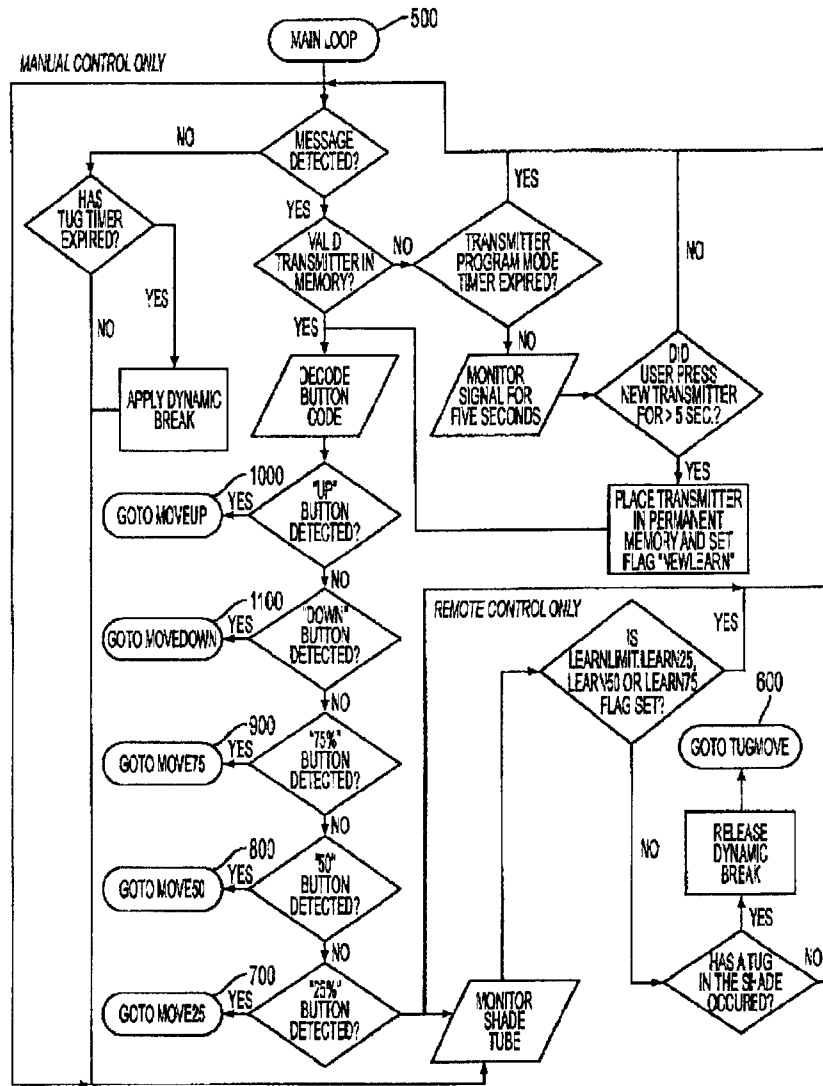 500
MAIN LOOP
MANUAL CONTROL ONLY
NO
MESSAGE
DETECTED?
HAS
TUG TIMER
EXPIRED?
YES
YES
NO
VALID
TRANSMITTER IN
MEMORY?
NO
TRANSMITTER
PROGRAM MODE
TIMER EXPIRED?
YES
NO
YES
NO
APPLY DYNAMIC
BREAK
DECODE
BUTTON
CODE
MONITOR
SIGNAL FOR
FIVE SECONDS
DID
USER PRESS
NEW TRANSMITTER
FOR > 5 SEC.?
YES
PLACE TRANSMITTER
IN PERMANENT
MEMORY AND SET
FLAG "NEWLEARN"
1000
GOTO MOVEUP
YES
"UP"
BUTTON
DETECTED?
NO
1100
GOTO MOVEDOWN
YES
"DOWN"
BUTTON
DETECTED?
NO
REMOTE CONTROL ONLY
IS
LEARNLIMIT.LEARN25,
LEARN50 OR LEARN75
FLAG SET?
YES
900
GOTO MOVE75
YES
"75%"
BUTTON
DETECTED?
NO
600
GOTO TUGMOVE
800
GOTO MOVE50
YES
"50"
BUTTON
DETECTED?
NO
NO
RELEASE
DYNAMIC
BREAK
YES
700
GOTO MOVE25
YES
"25%"
BUTTON
DETECTED?
MONITOR
SHADE
TUBE
HAS A TUG
IN THE SHADE
OCCURED?
NO